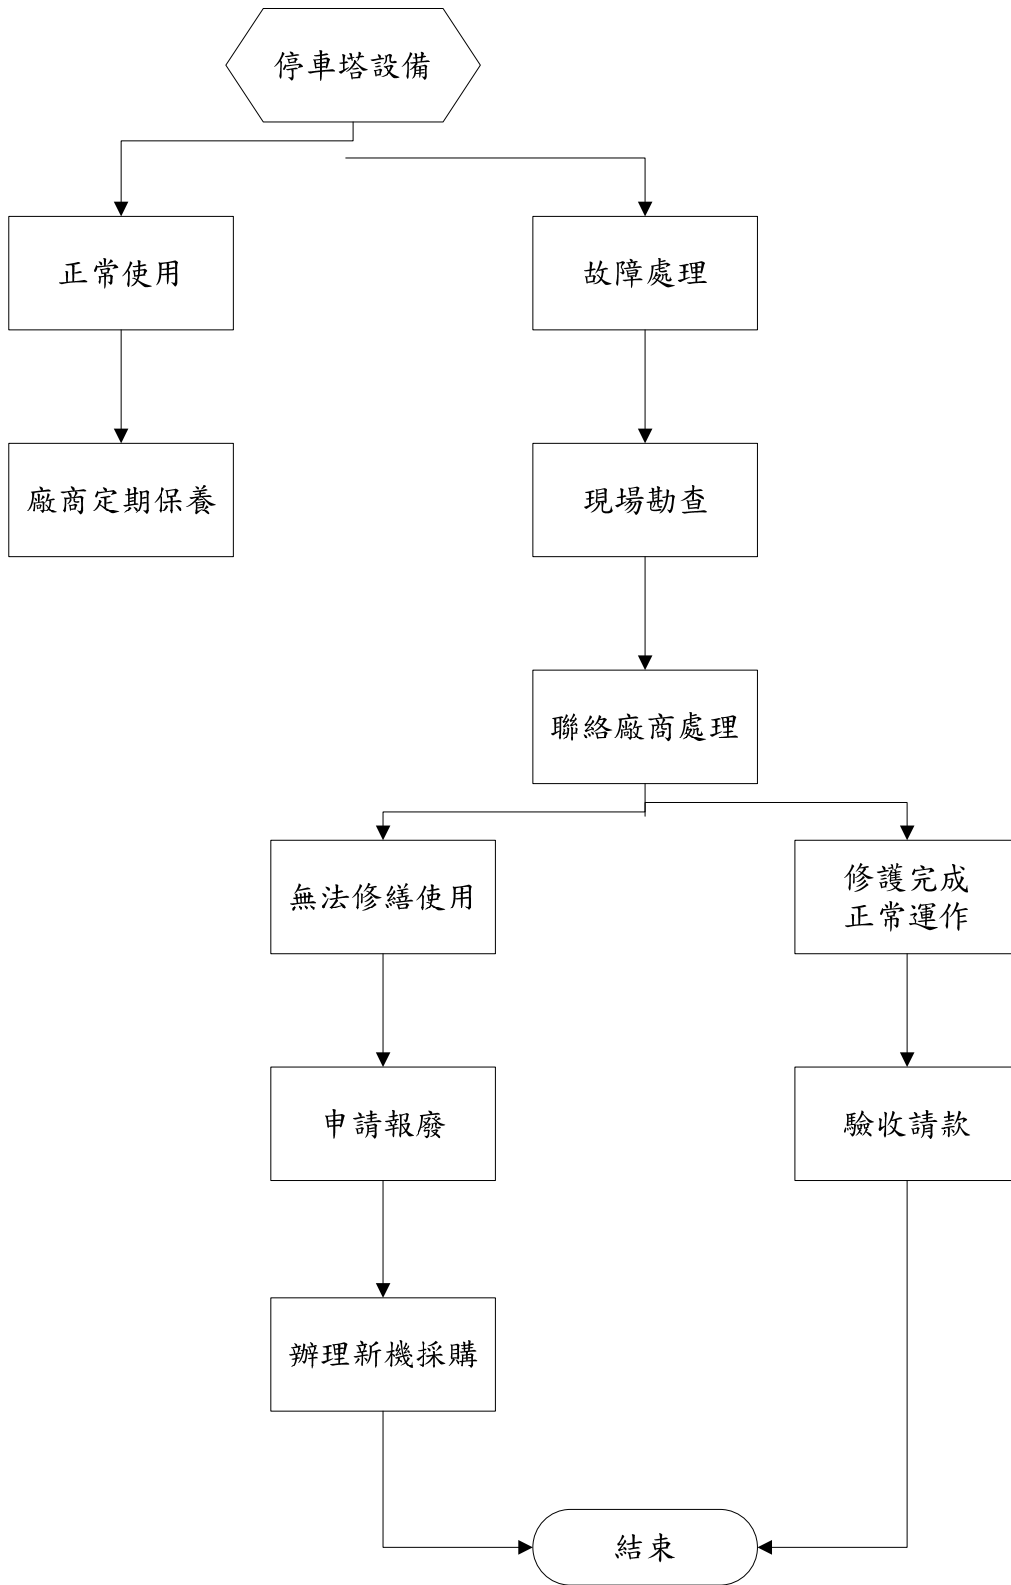 停車塔設備
正常使用
故障處理
廠商定期保養
現場勘查
聯絡廠商處理
無法修繕使用
修護完成
正常運作
申請報廢
驗收請款
辦理新機採購
結束